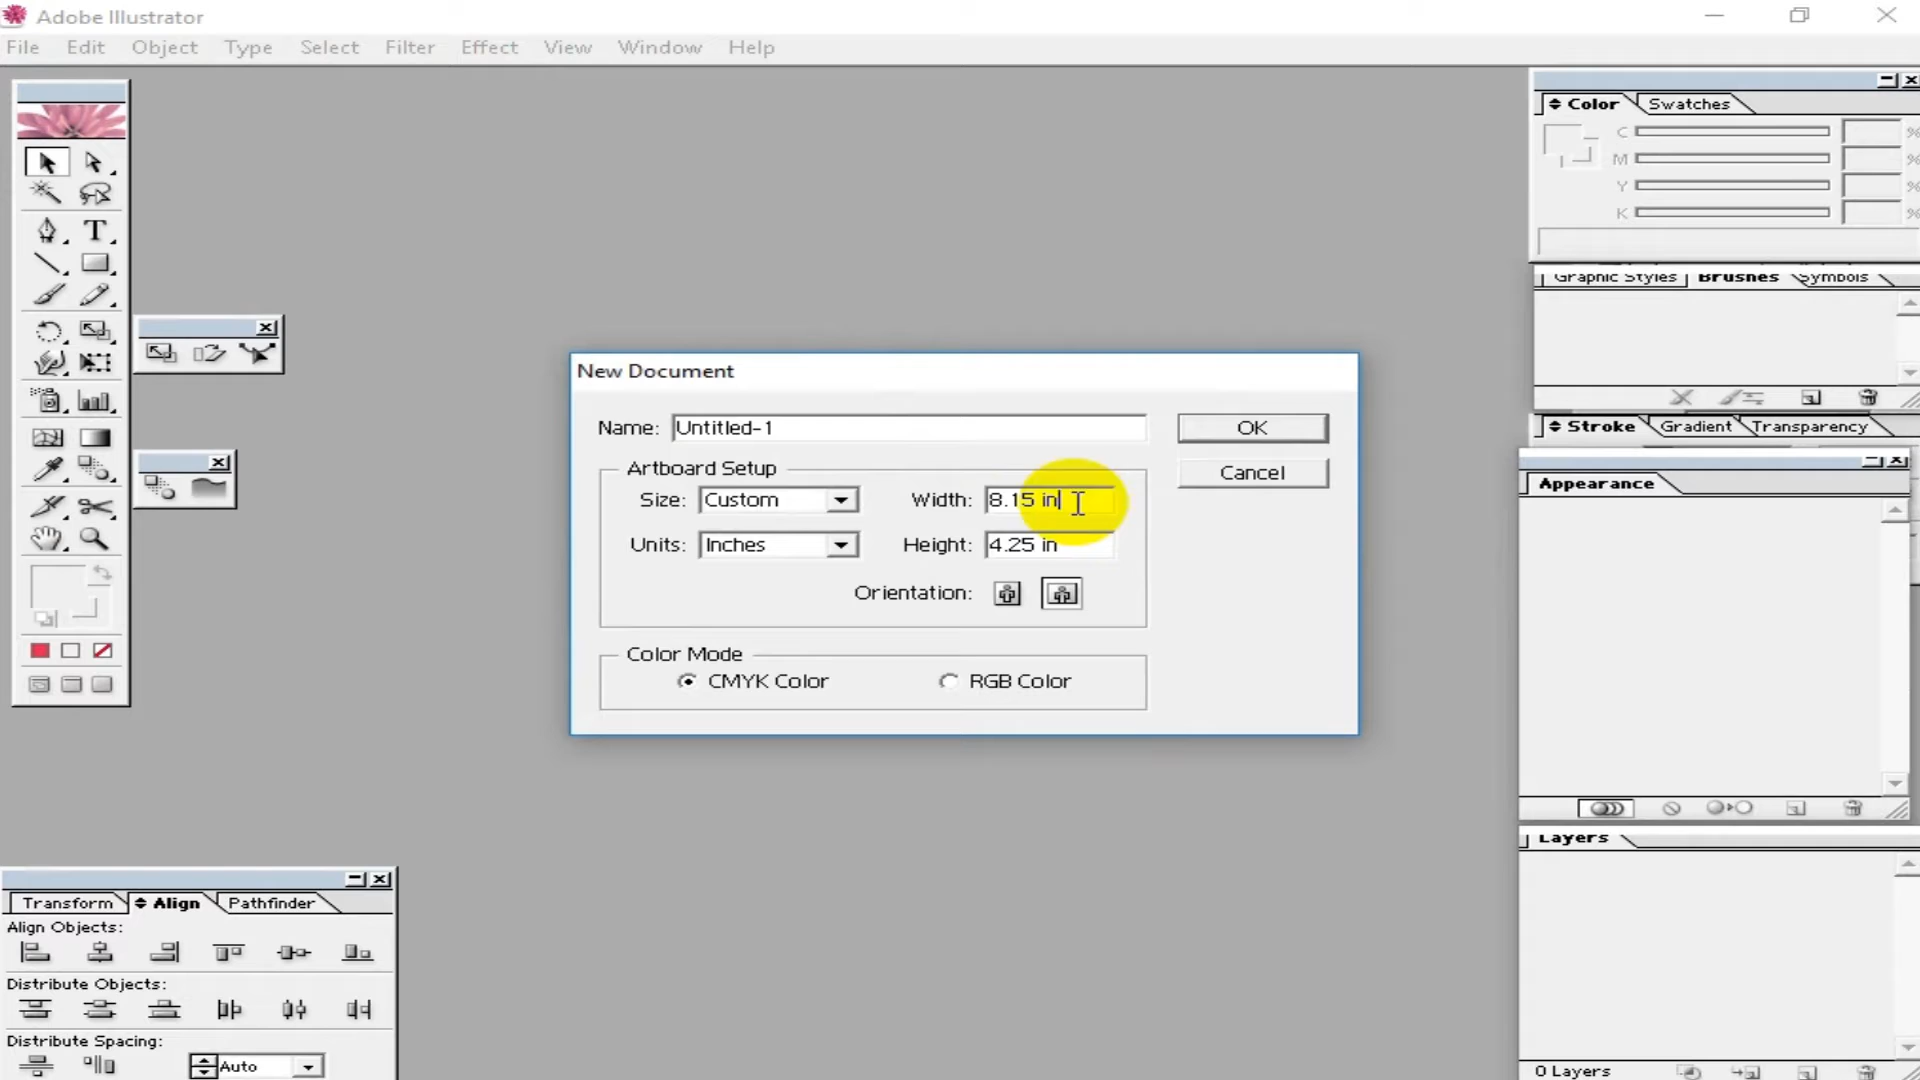 Adobe Illustrator
File Edit Object Type Select Filter Effect View Window Help
Color Swatches
C %
M %
Y %
K %
Graphic Styles Brushes Symbols
Stroke Gradient Transparency
Appearance
Layers
0 Layers
New Document
Name: Untitled-1 OK
Artboard Setup Cancel
Size: Custom Width: 8.15 in
Units: Inches Height: 4.25 in
Orientation:
Color Mode
CMYK Color RGB Color
Transform Align Pathfinder
Align Objects:
Distribute Objects:
Distribute Spacing:
Auto